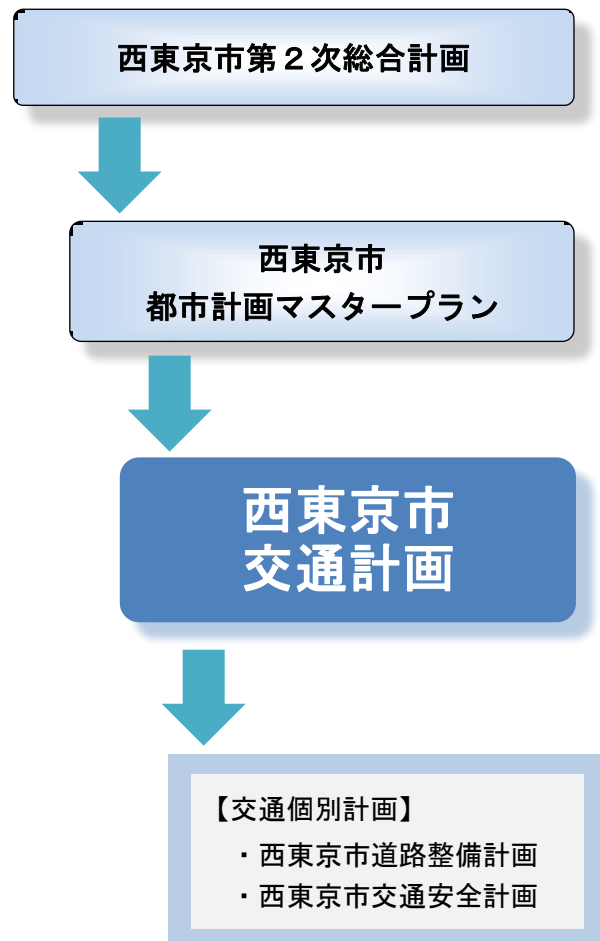 西東京市第２次総合計画
西東京市
都市計画マスタープラン
西東京市
交通計画
【交通個別計画】
・西東京市道路整備計画
・西東京市交通安全計画